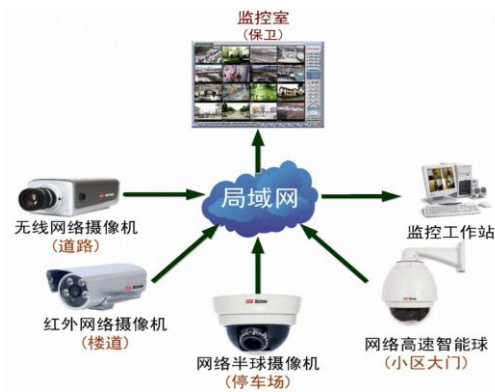 监控室
(保卫)
局域网
无线网络摄像机
(道路)
监控工作站
红外网络摄像机
(楼道)
网络半球摄像机
(停车场)
网络高速智能球
(小区大门)